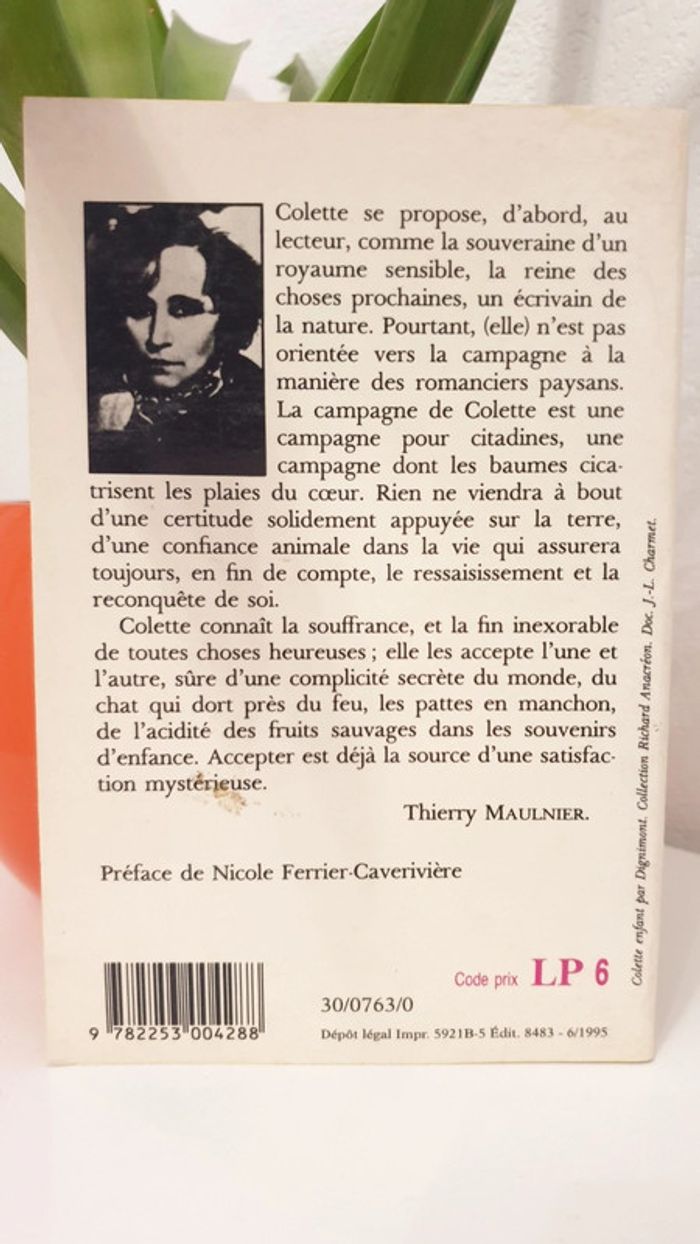 Colette se propose, d'abord, au
lecteur, comme la souveraine d'un
royaume sensible, la reine des
choses prochaines, un écrivain de
la nature. Pourtant, (elle) n'est pas
orientée vers la campagne à la
manière des romanciers paysans.
La campagne de Colette est une
campagne pour citadines, une
campagne dont les baumes cica-
trisent les plaies du cœur. Rien ne viendra à bout
d'une certitude solidement appuyée sur la terre,
d'une confiance animale dans la vie qui assurera
toujours, en fin de compte, le ressaisissement et la
reconquête de soi.
Colette connaît la souffrance, et la fin inexorable
de toutes choses heureuses ; elle les accepte l'une et
l'autre, sûre d'une complicité secrète du monde, du
chat qui dort près du feu, les pattes en manchon,
de l'acidité des fruits sauvages dans les souvenirs
d'enfance. Accepter est déjà la source d'une satisfac-
tion mystérieuse.
Thierry MAULNIER.
Préface de Nicole Ferrier-Caverivière
Colette enfant par Dignimont. Collection Richard Anacréon. Doc. J.-L. Charmet.
Code prix LP 6
30/0763/0
9 782253 004288
Dépôt légal Impr. 5921B-5 Édit. 8483 - 6/1995